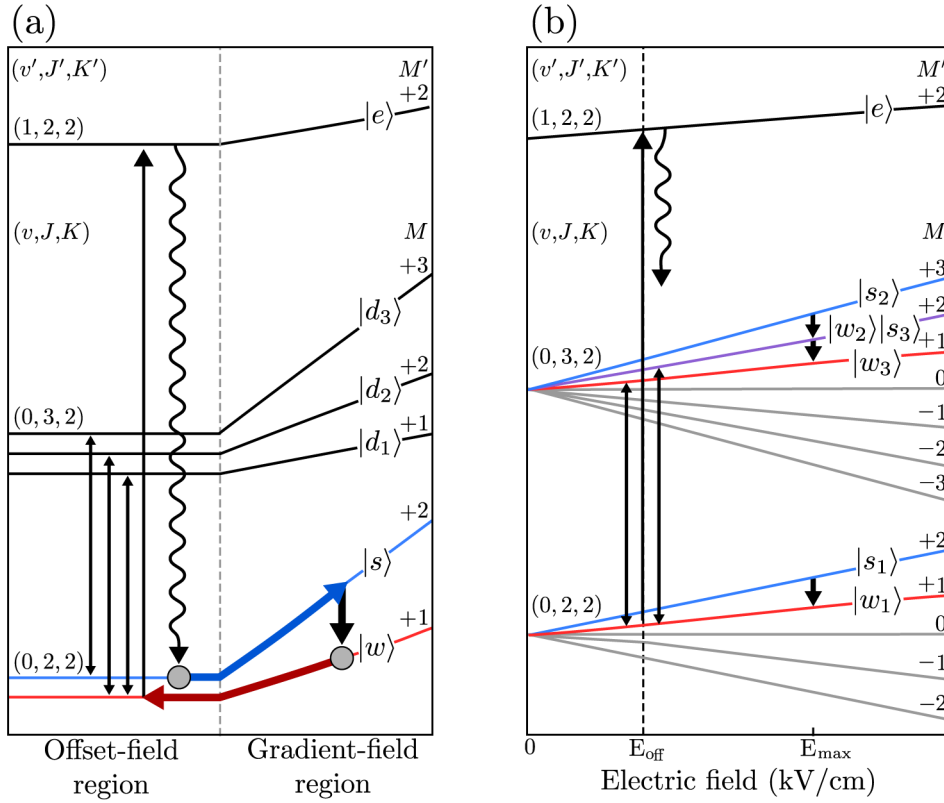 (a)
(v′,J′,K′)
M′
+2
|e⟩
(1,2,2)
(v,J,K)
M
+3
|d₃⟩
+2
|d₂⟩
(0,3,2)
+1
|d₁⟩
+2
|s⟩
+1
(0,2,2)
|w⟩
Offset-field
region
Gradient-field
region
(b)
(v′,J′,K′)
M′
+2
|e⟩
(1,2,2)
(v,J,K)
M
+3
|s₂⟩
+2
|w₂⟩|s₃⟩
+1
(0,3,2)
|w₃⟩
0
−1
−2
−3
+2
|s₁⟩
+1
(0,2,2)
|w₁⟩
0
−1
−2
0
E_off
E_max
Electric field (kV/cm)